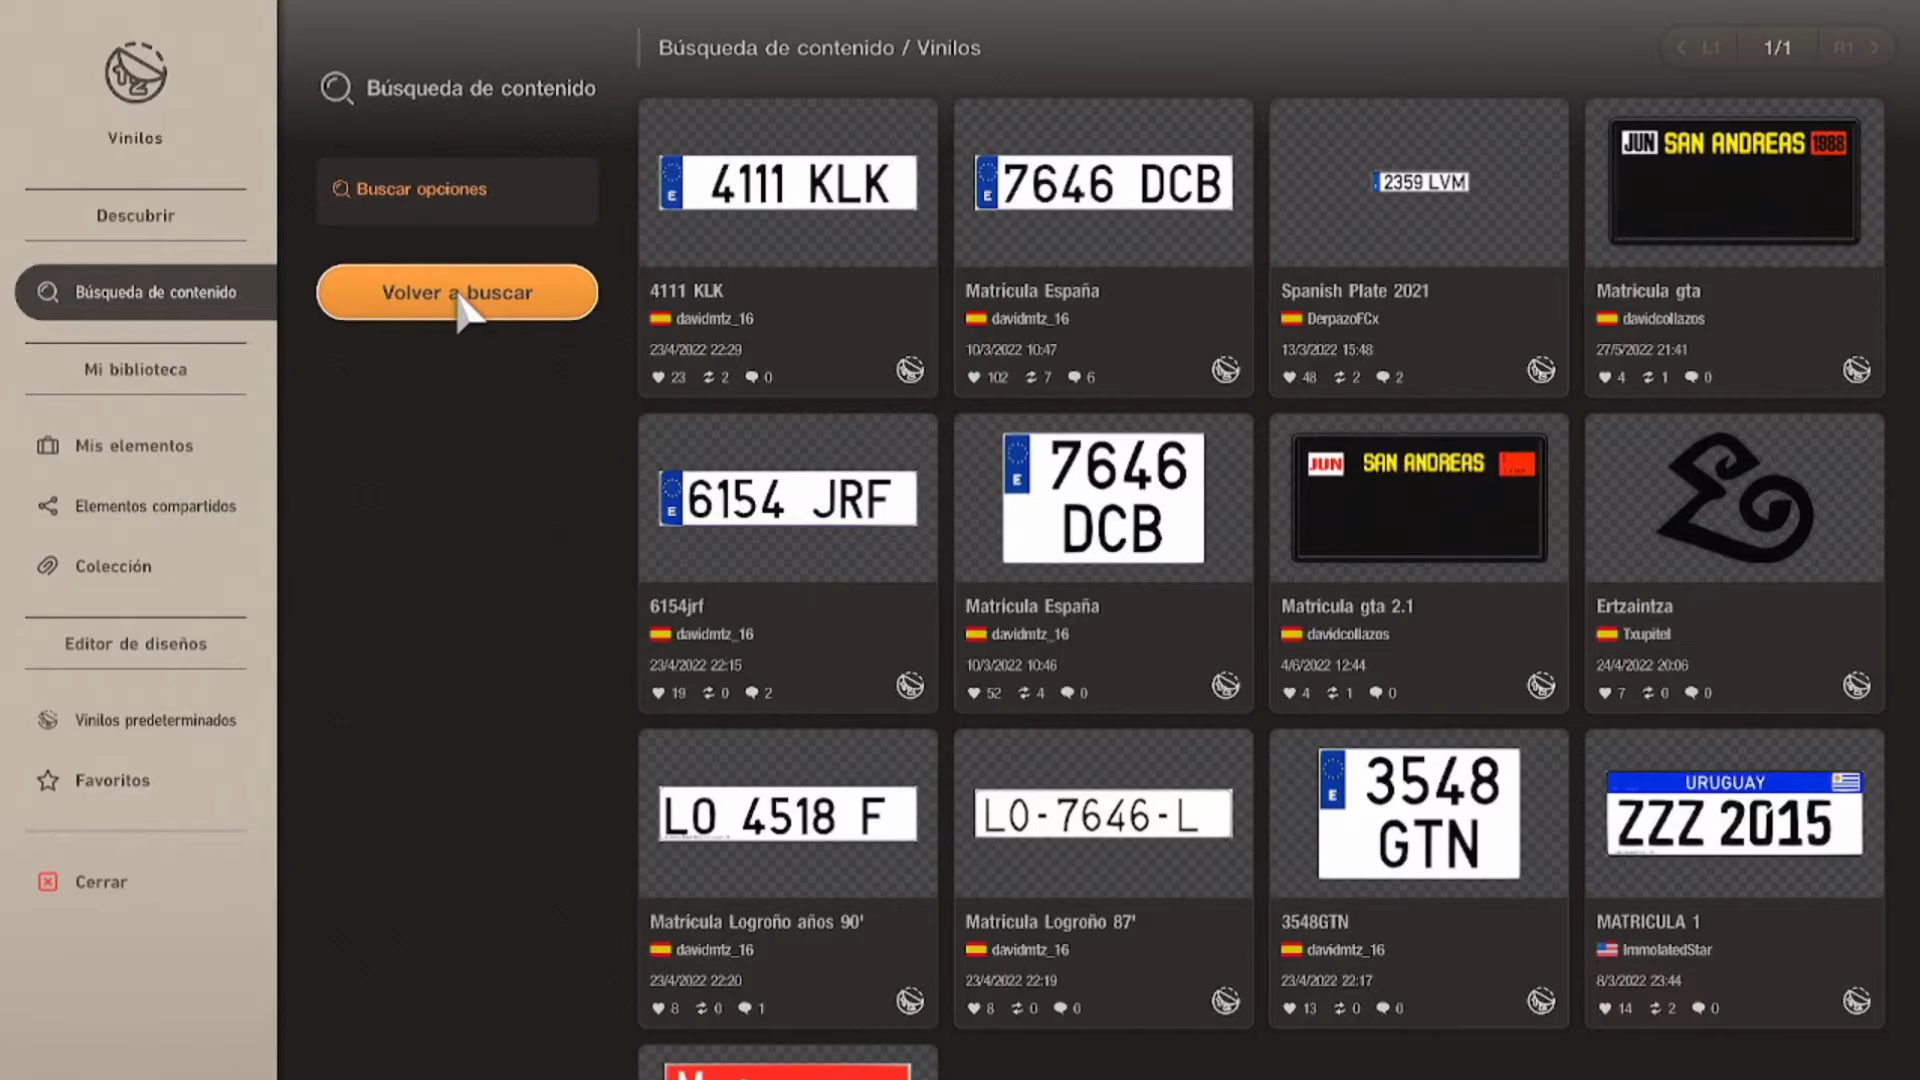 Vinilos
Descubrir
Búsqueda de contenido
Mi biblioteca
Mis elementos
Elementos compartidos
Colección
Editor de diseños
Vinilos predeterminados
Favoritos
Cerrar
Búsqueda de contenido
Buscar opciones
Volver a buscar
Búsqueda de contenido / Vinilos
L1 1/1 R1
E 4111 KLK
4111 KLK
davidmtz_16
23/4/2022 22:29
23 2 0
E 7646 DCB
Matrícula España
davidmtz_16
10/3/2022 10:47
102 7 6
2359 LVM
Spanish Plate 2021
DerpazoFCx
13/3/2022 15:48
48 2 2
JUN SAN ANDREAS 1988
Matricula gta
davidcollazos
27/5/2022 21:41
4 1 0
E 6154 JRF
6154jrf
davidmtz_16
23/4/2022 22:15
19 0 2
E 7646
DCB
Matrícula España
davidmtz_16
10/3/2022 10:46
52 4 0
JUN SAN ANDREAS
Matricula gta 2.1
davidcollazos
4/6/2022 12:44
4 1 0
Ertzaintza
Txupitel
24/4/2022 20:06
7 0 0
LO 4518 F
Matrícula Logroño años 90'
davidmtz_16
23/4/2022 22:20
8 0 1
LO-7646-L
Matrícula Logroño 87'
davidmtz_16
23/4/2022 22:19
8 0 0
E 3548
GTN
3548GTN
davidmtz_16
23/4/2022 22:17
13 0 0
URUGUAY
ZZZ 2015
MATRICULA 1
ImmolatedStar
8/3/2022 23:44
14 2 0